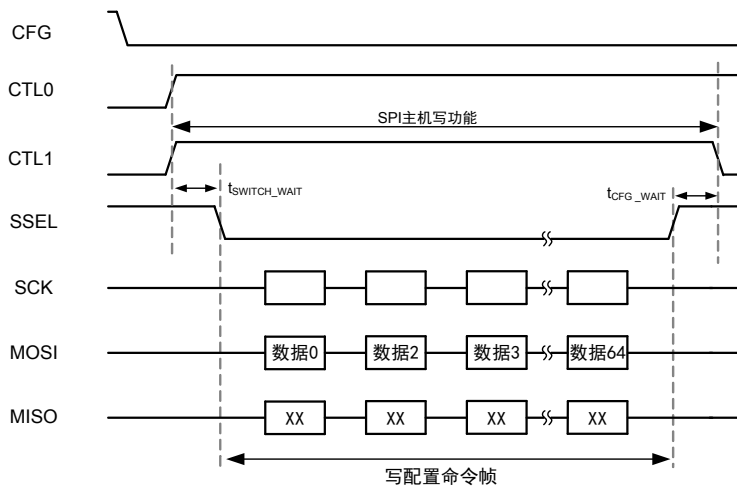 CFG
CTL0
SPI主机写功能
CTL1
tSWITCH_WAIT
tCFG _WAIT
SSEL
SCK
MOSI 数据0 数据2 数据3 数据64
MISO XX XX XX XX
写配置命令帧